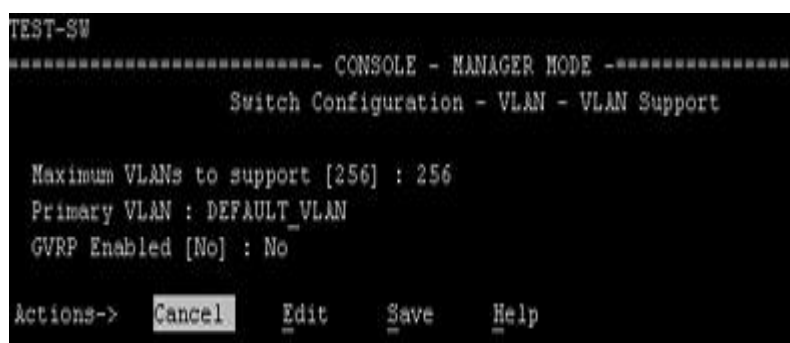 TEST-SW
==========================- CONSOLE - MANAGER MODE -===============
Switch Configuration - VLAN - VLAN Support
Maximum VLANs to support [256] : 256
Primary VLAN : DEFAULT_VLAN
GVRP Enabled [No] : No
Actions-> Cancel Edit Save Help